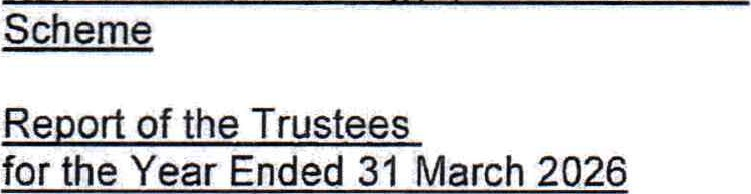 Scheme
Report of the Trustees
for the Year Ended 31 March 2026